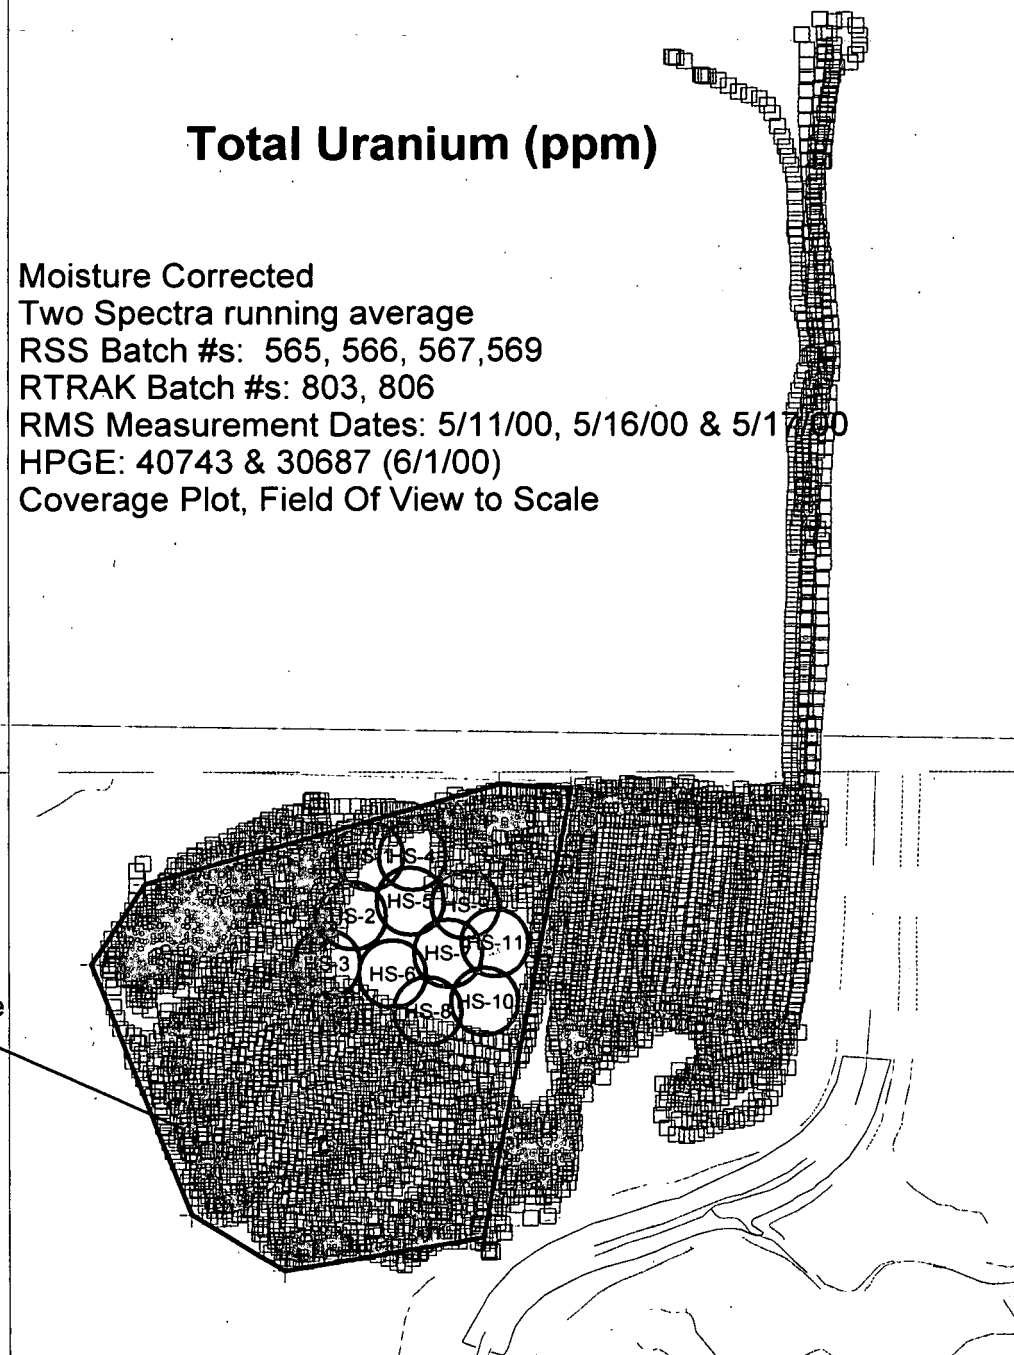 Total Uranium (ppm)
Moisture Corrected
Two Spectra running average
RSS Batch #s: 565, 566, 567,569
RTRAK Batch #s: 803, 806
RMS Measurement Dates: 5/11/00, 5/16/00 & 5/17/00
HPGE: 40743 & 30687 (6/1/00)
Coverage Plot, Field Of View to Scale
HS-4
HS-5
HS-9
HS-2
HS-11
HS-3
HS-6
HS-10
HS-8